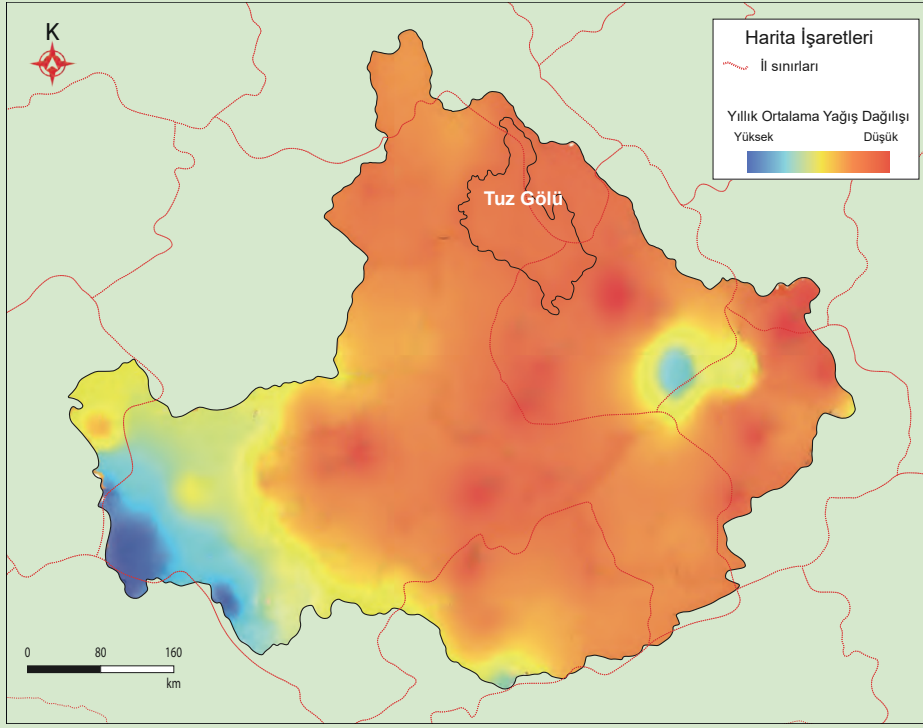 K
Harita İşaretleri
İl sınırları
Yıllık Ortalama Yağış Dağılışı
Yüksek Düşük
Tuz Gölü
0 80 160
km